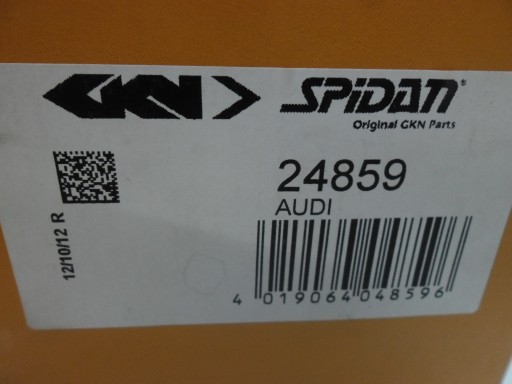 GKN
SPiDAN®
Original GKN Parts
24859
AUDI
12/10/12 R
4 019064 048596